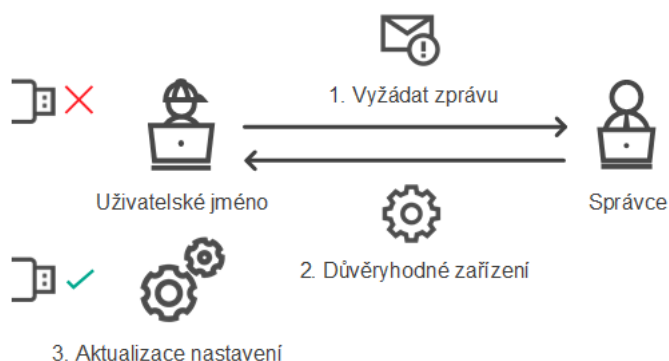 1. Vyžádat zprávu
Uživatelské jméno
Správce
2. Důvěryhodné zařízení
3. Aktualizace nastavení